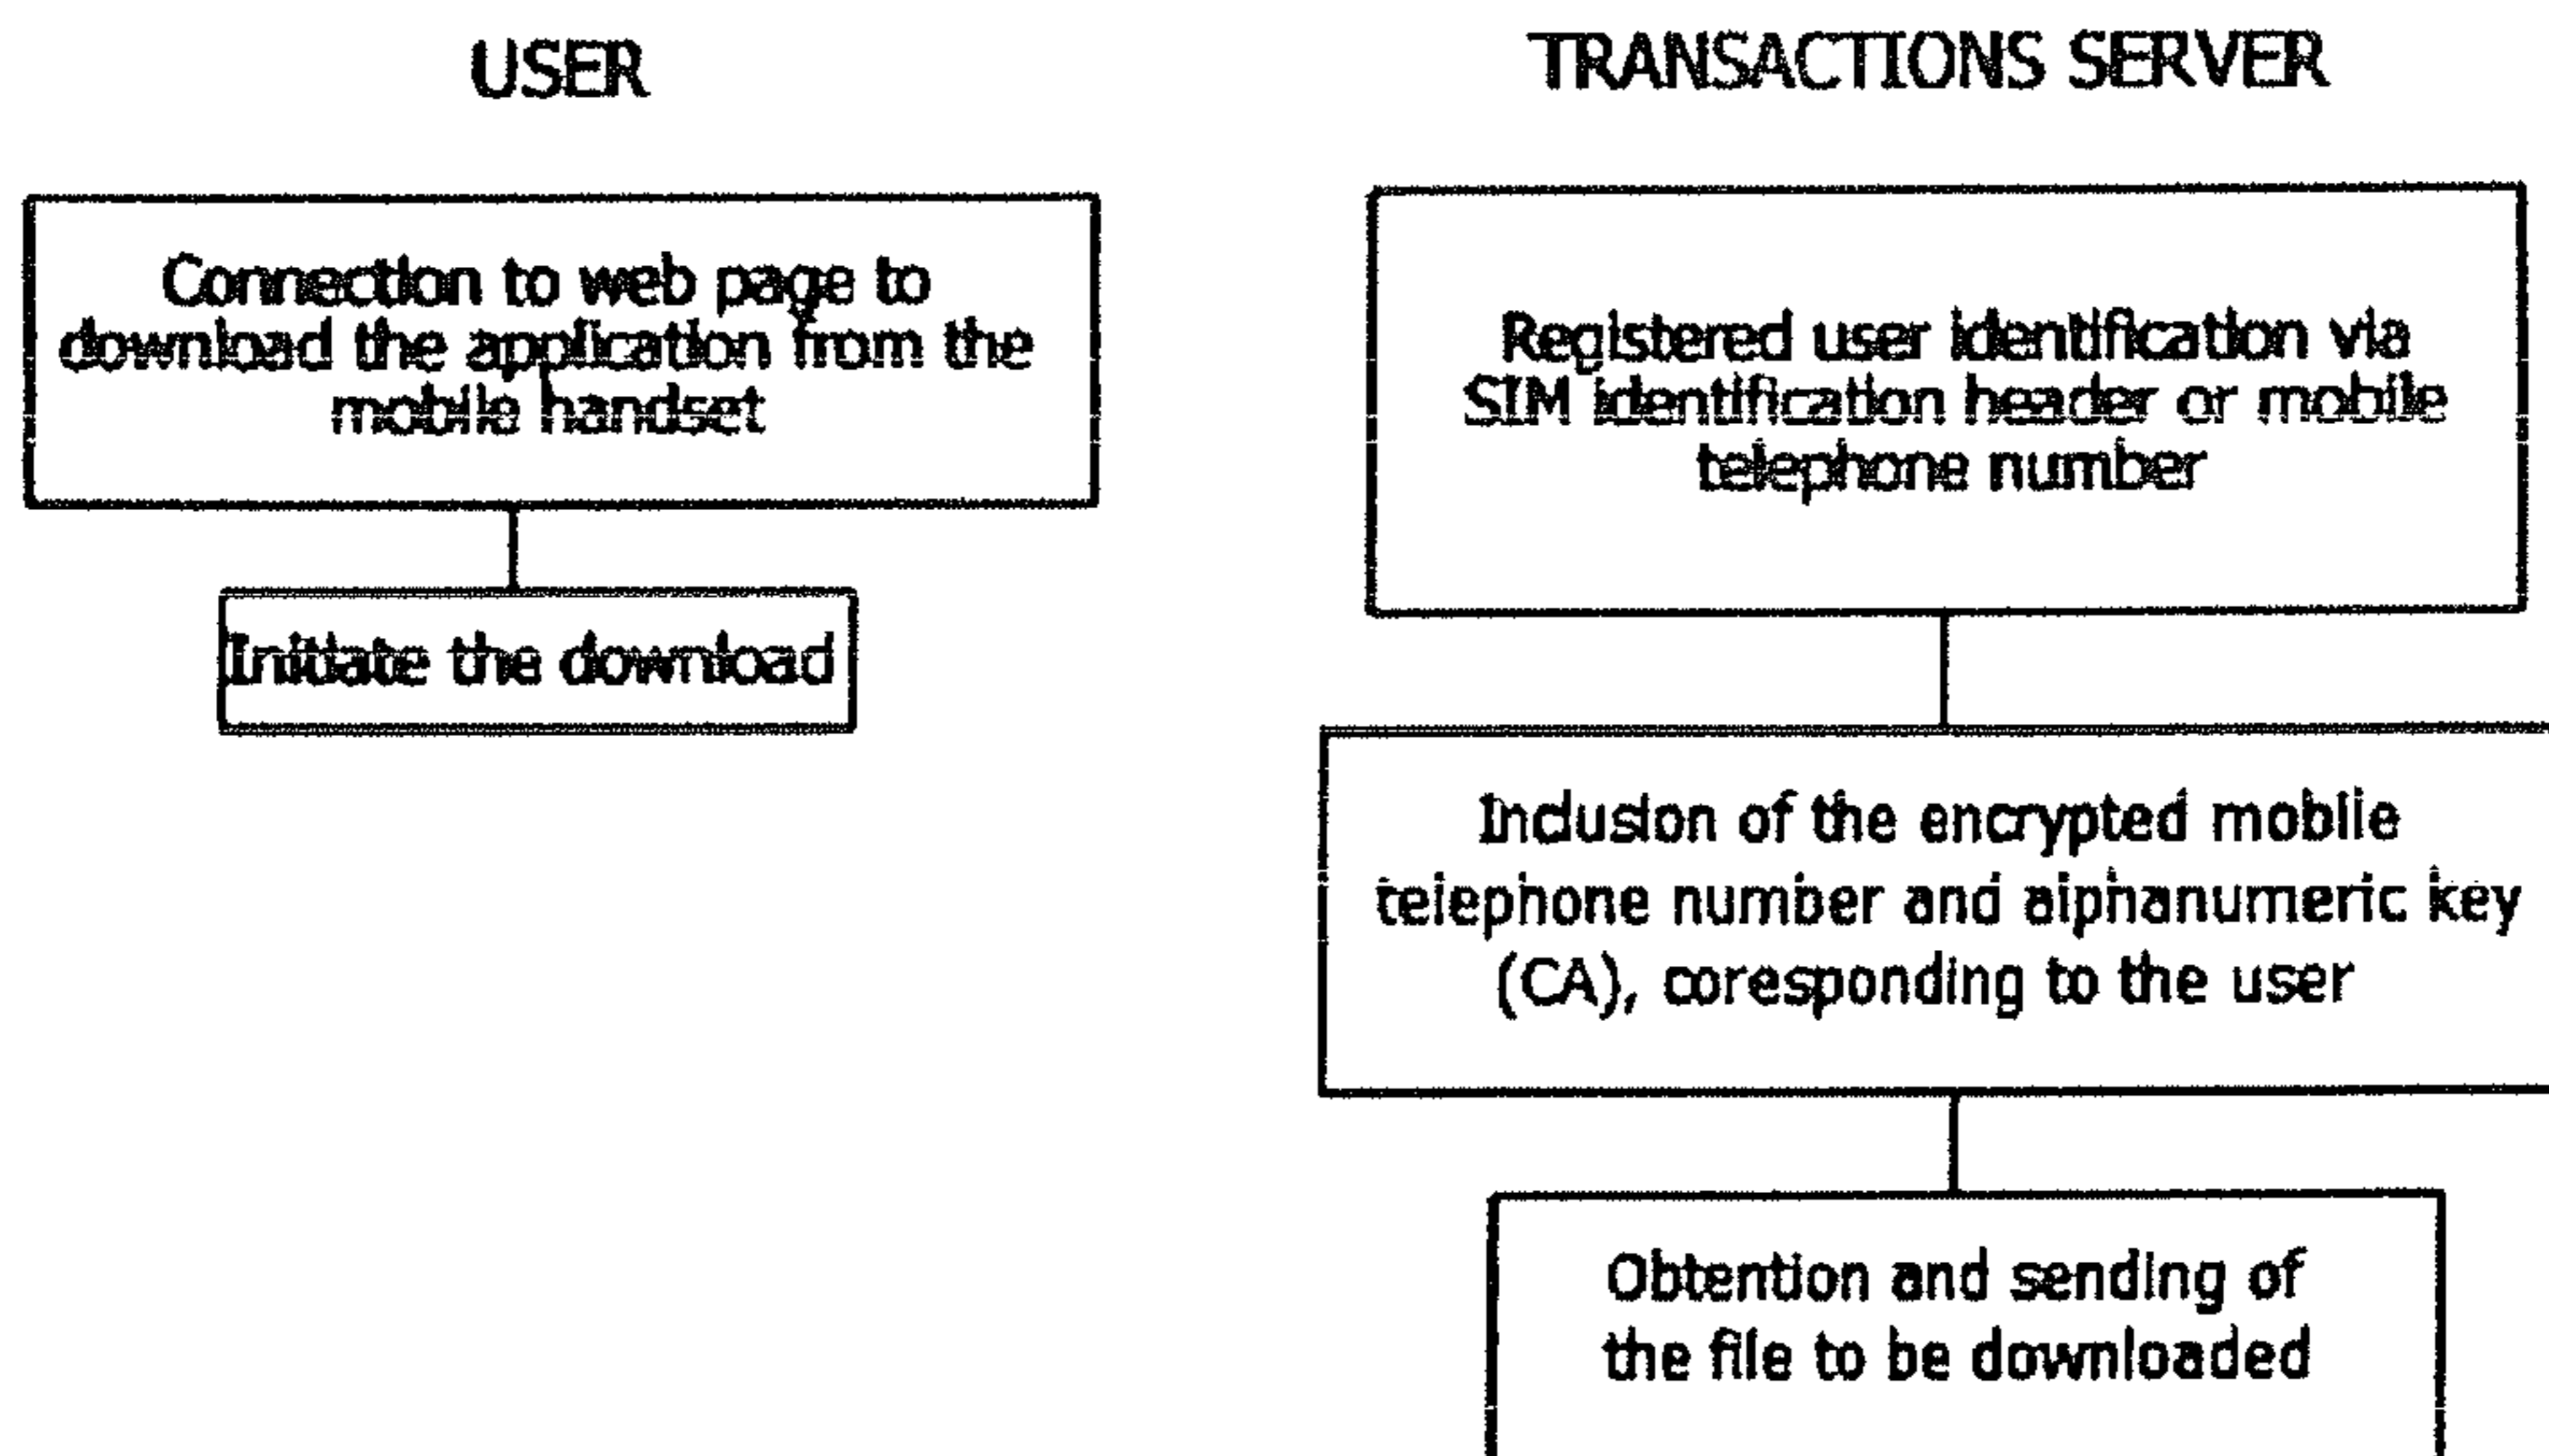 USER
Connection to web page to
download the application from the
mobile handset
Initiate the download
TRANSACTIONS SERVER
Registered user identification via
SIM identification header or mobile
telephone number
Inclusion of the encrypted mobile
telephone number and alphanumeric key
(CA), coresponding to the user
Obtention and sending of
the file to be downloaded